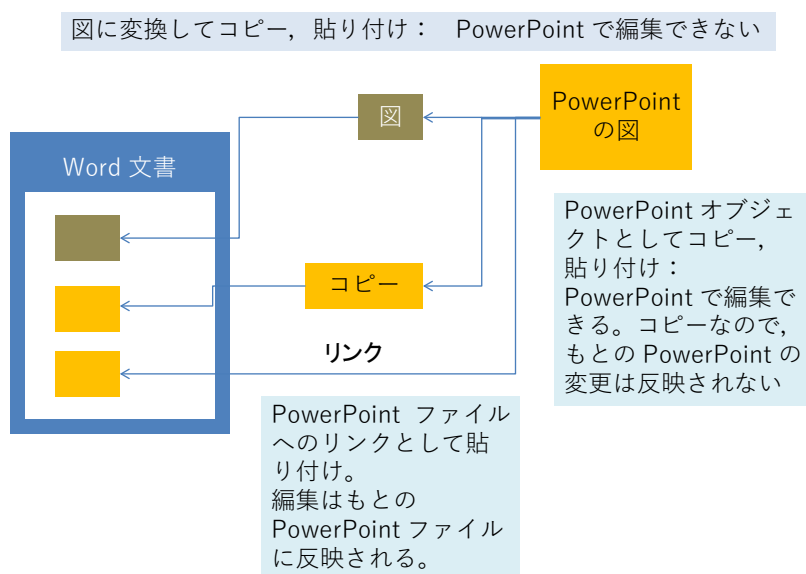 図に変換してコピー，貼り付け：　PowerPoint で編集できない
図
PowerPoint
の図
Word 文書
PowerPoint オブジェ
クトとしてコピー，
貼り付け：
PowerPoint で編集で
きる。コピーなので，
もとの PowerPoint の
変更は反映されない
コピー
リンク
PowerPoint ファイル
へのリンクとして貼
り付け。
編集はもとの
PowerPoint ファイル
に反映される。